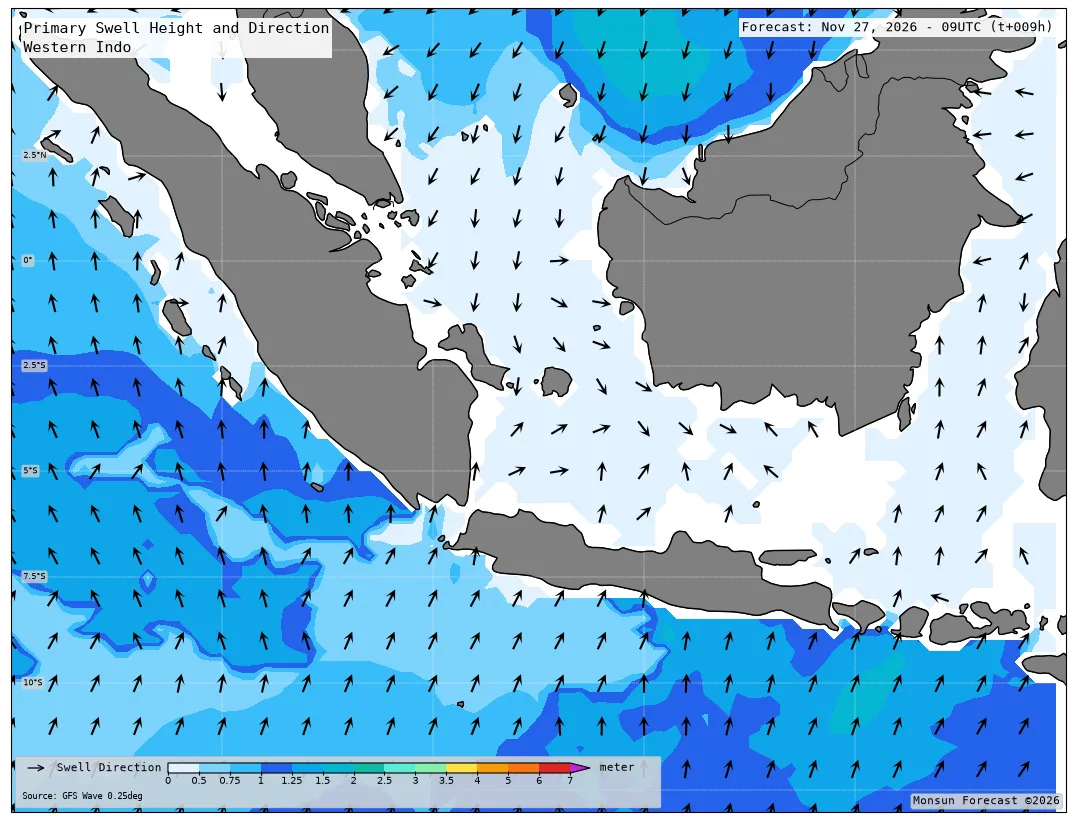 Primary Swell Height and Direction
Western Indo
Forecast: Nov 27, 2026 - 09UTC (t+009h)
2.5°N
0°
2.5°S
5°S
7.5°S
10°S
Swell Direction
meter
0 0.5 0.75 1 1.25 1.5 2 2.5 3 3.5 4 5 6 7
Source: GFS Wave 0.25deg
Monsun Forecast ©2026